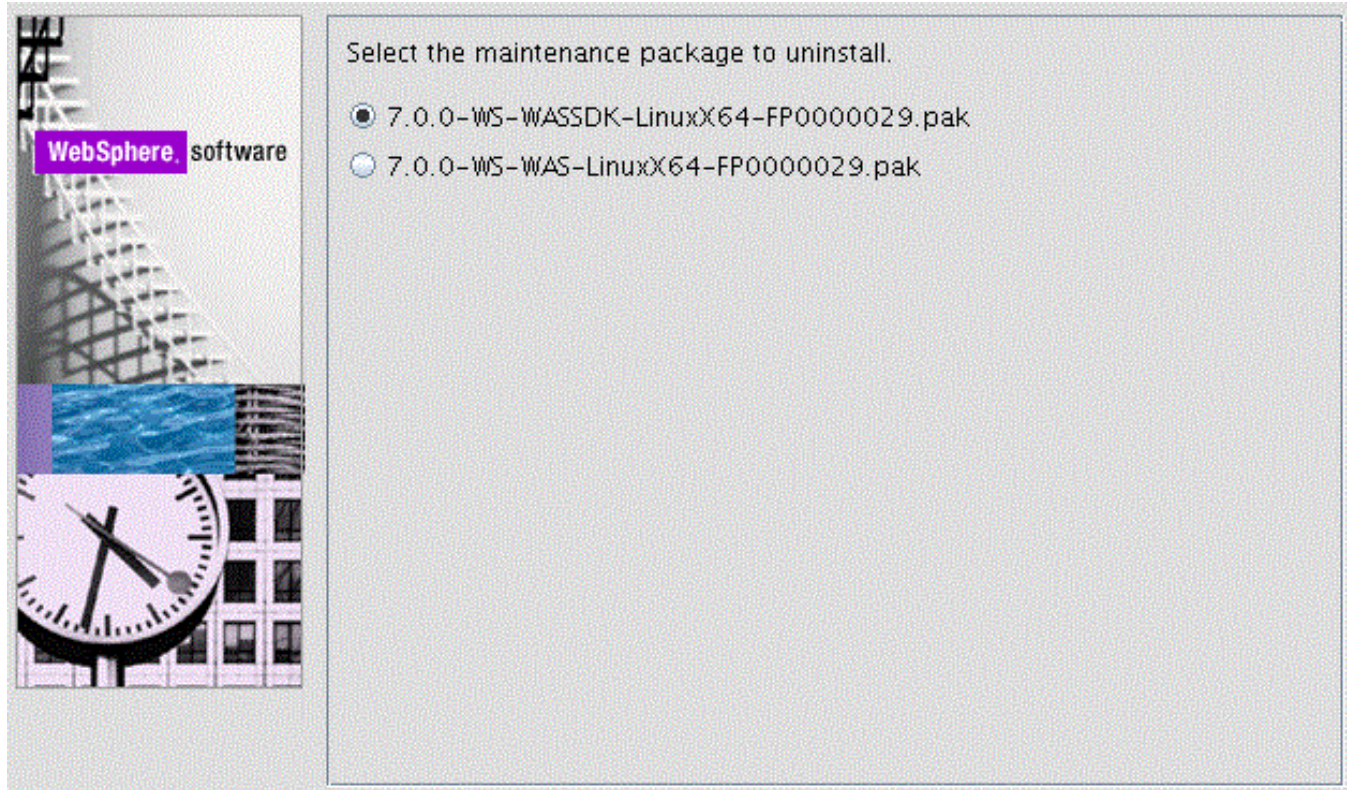 Select the maintenance package to uninstall.
7.0.0-WS-WASSDK-LinuxX64-FP0000029.pak
7.0.0-WS-WAS-LinuxX64-FP0000029.pak
WebSphere. software